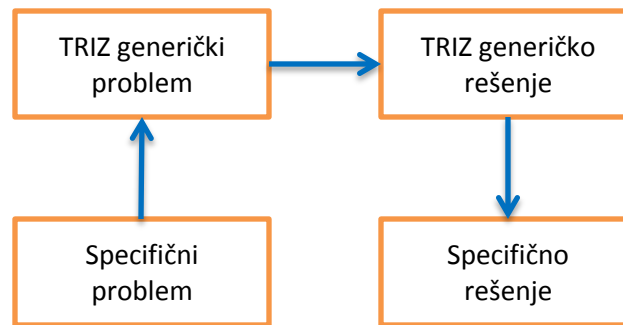 TRIZ generički
problem
TRIZ generičko
rešenje
Specifični
problem
Specifično
rešenje